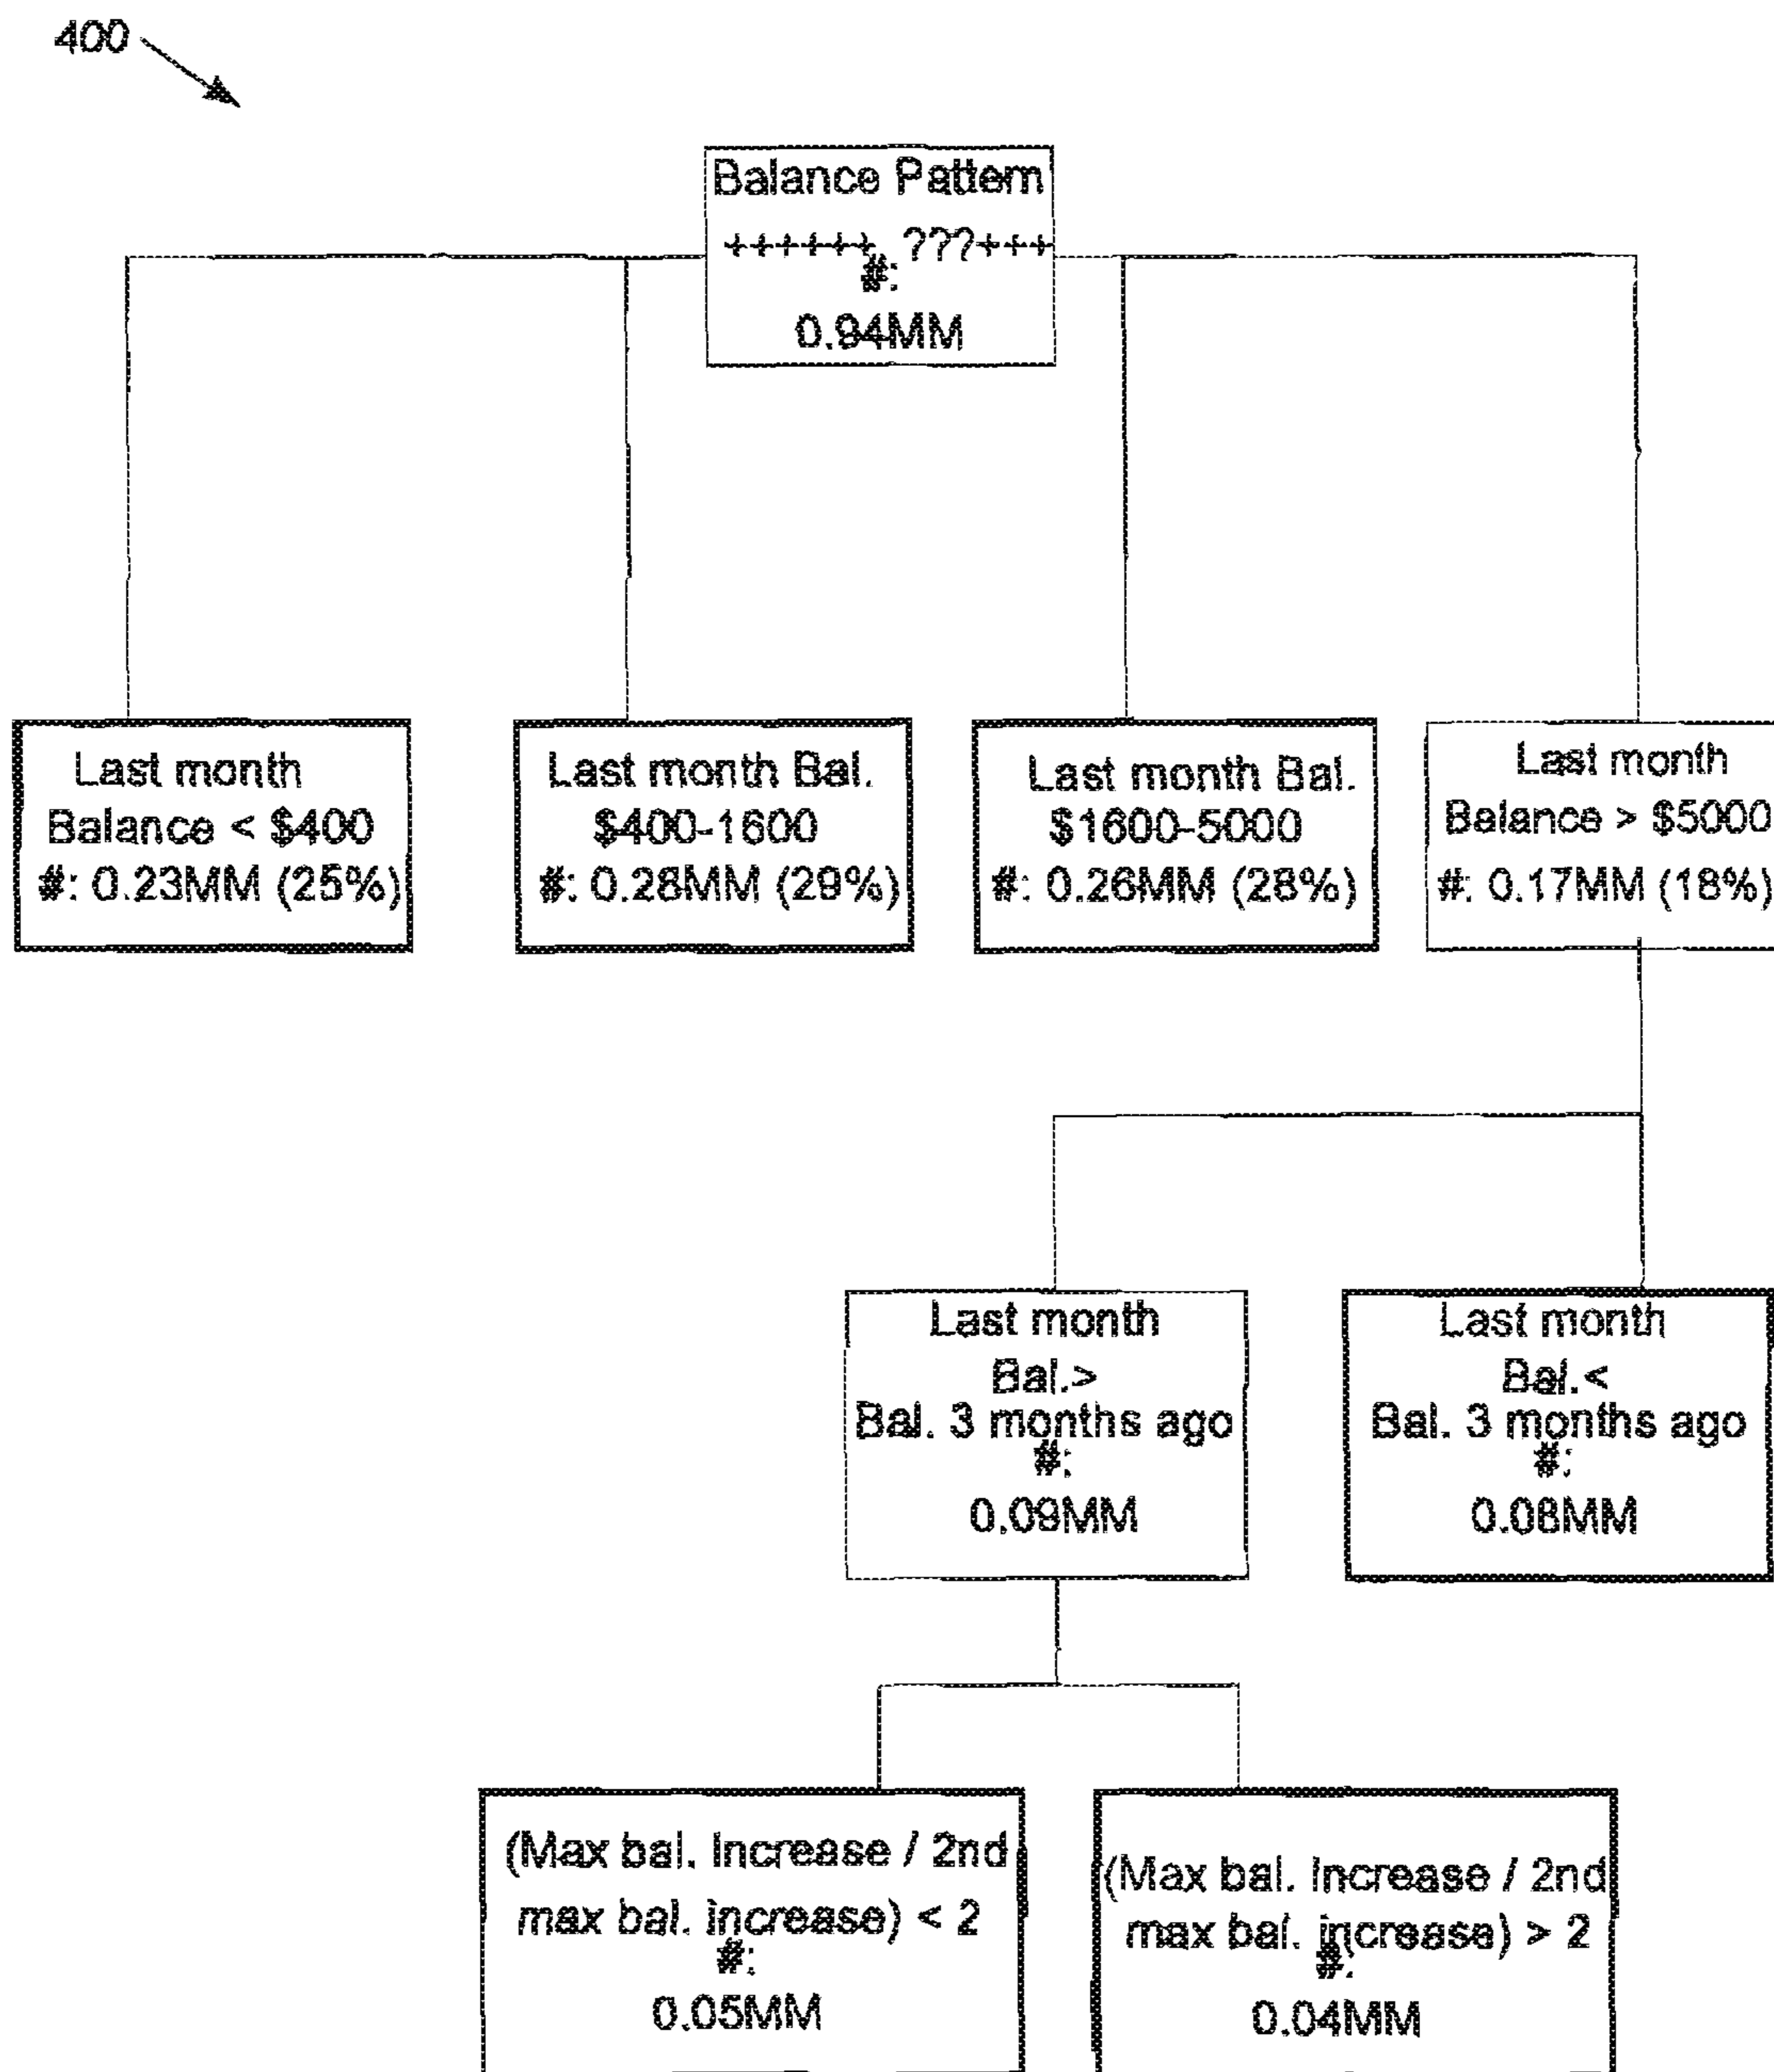 400
Balance Pattern
++++++, ???+++
#:
0.94MM
Last month
Balance < $400
#: 0.23MM (25%)
Last month Bal.
$400-1600
#: 0.28MM (29%)
Last month Bal.
$1600-5000
#: 0.26MM (28%)
Last month
Balance > $5000
#: 0.17MM (18%)
Last month
Bal.>
Bal. 3 months ago
#:
0.09MM
Last month
Bal.<
Bal. 3 months ago
#:
0.08MM
(Max bal. Increase / 2nd
max bal. increase) < 2
#:
0.05MM
(Max bal. Increase / 2nd
max bal. increase) > 2
#:
0.04MM